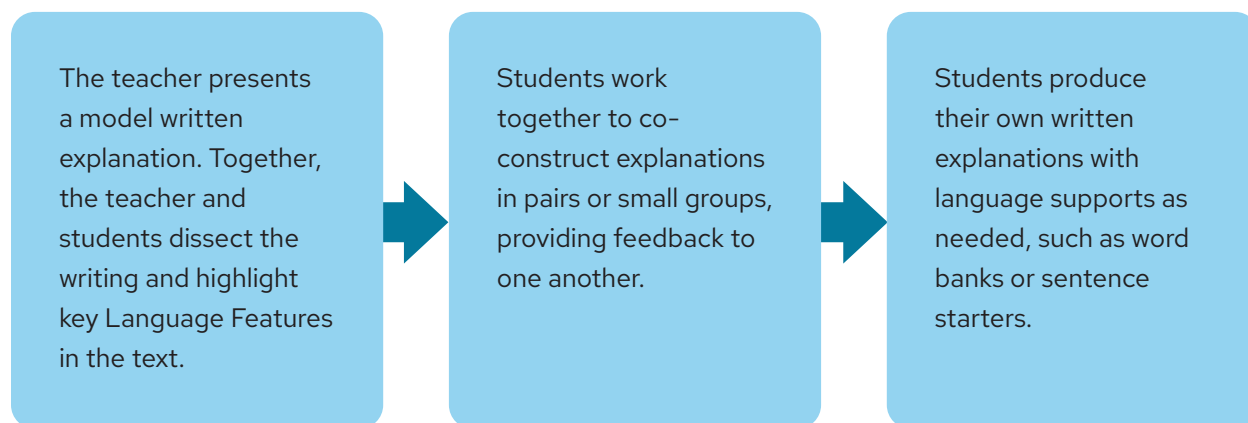 The teacher presents
a model written
explanation. Together,
the teacher and
students dissect the
writing and highlight
key Language Features
in the text.
Students work
together to co-
construct explanations
in pairs or small groups,
providing feedback to
one another.
Students produce
their own written
explanations with
language supports as
needed, such as word
banks or sentence
starters.